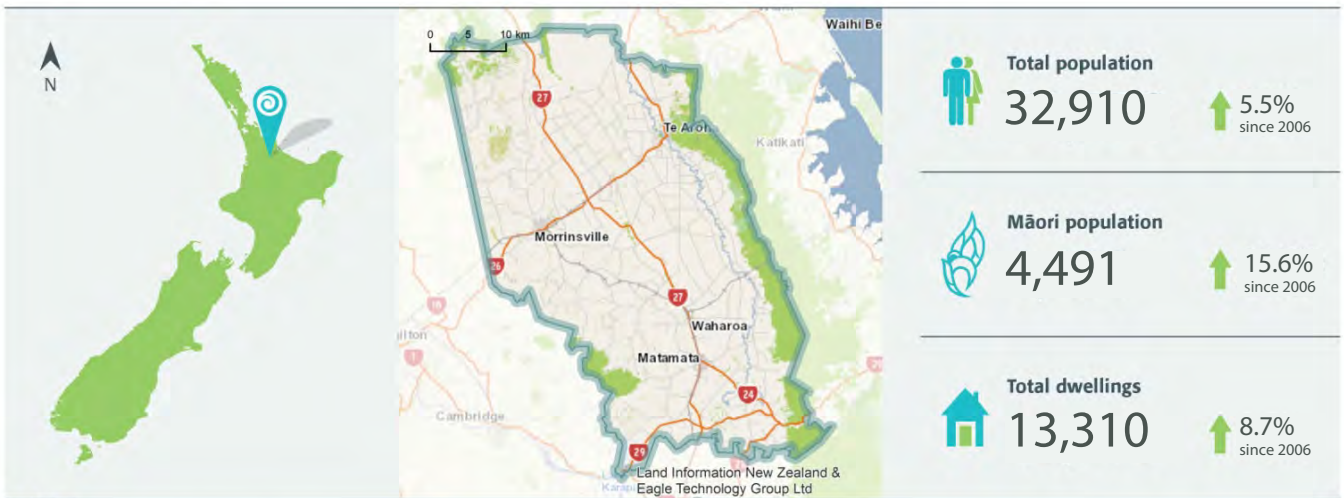 N
0 5 10 km
Waihi Be
27
Te Aroh
Katikati
Morrinsville
26
27
Waharoa
ilton
1
Matamata
24
Cambridge
29
Land Information New Zealand &
Eagle Technology Group Ltd
Total population
32,910
5.5%
since 2006
Māori population
4,491
15.6%
since 2006
Total dwellings
13,310
8.7%
since 2006